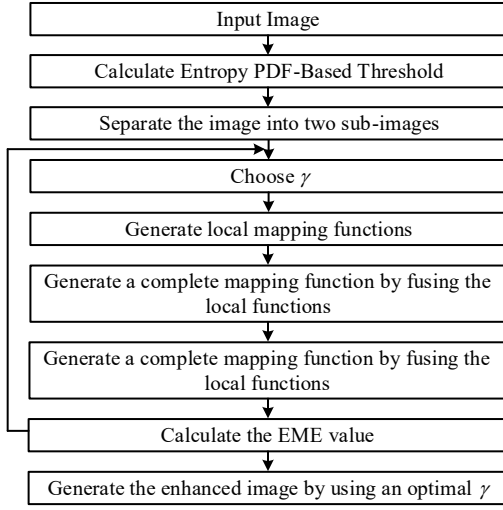 Input Image
Calculate Entropy PDF-Based Threshold
Separate the image into two sub-images
Choose γ
Generate local mapping functions
Generate a complete mapping function by fusing the
local functions
Generate a complete mapping function by fusing the
local functions
Calculate the EME value
Generate the enhanced image by using an optimal γ